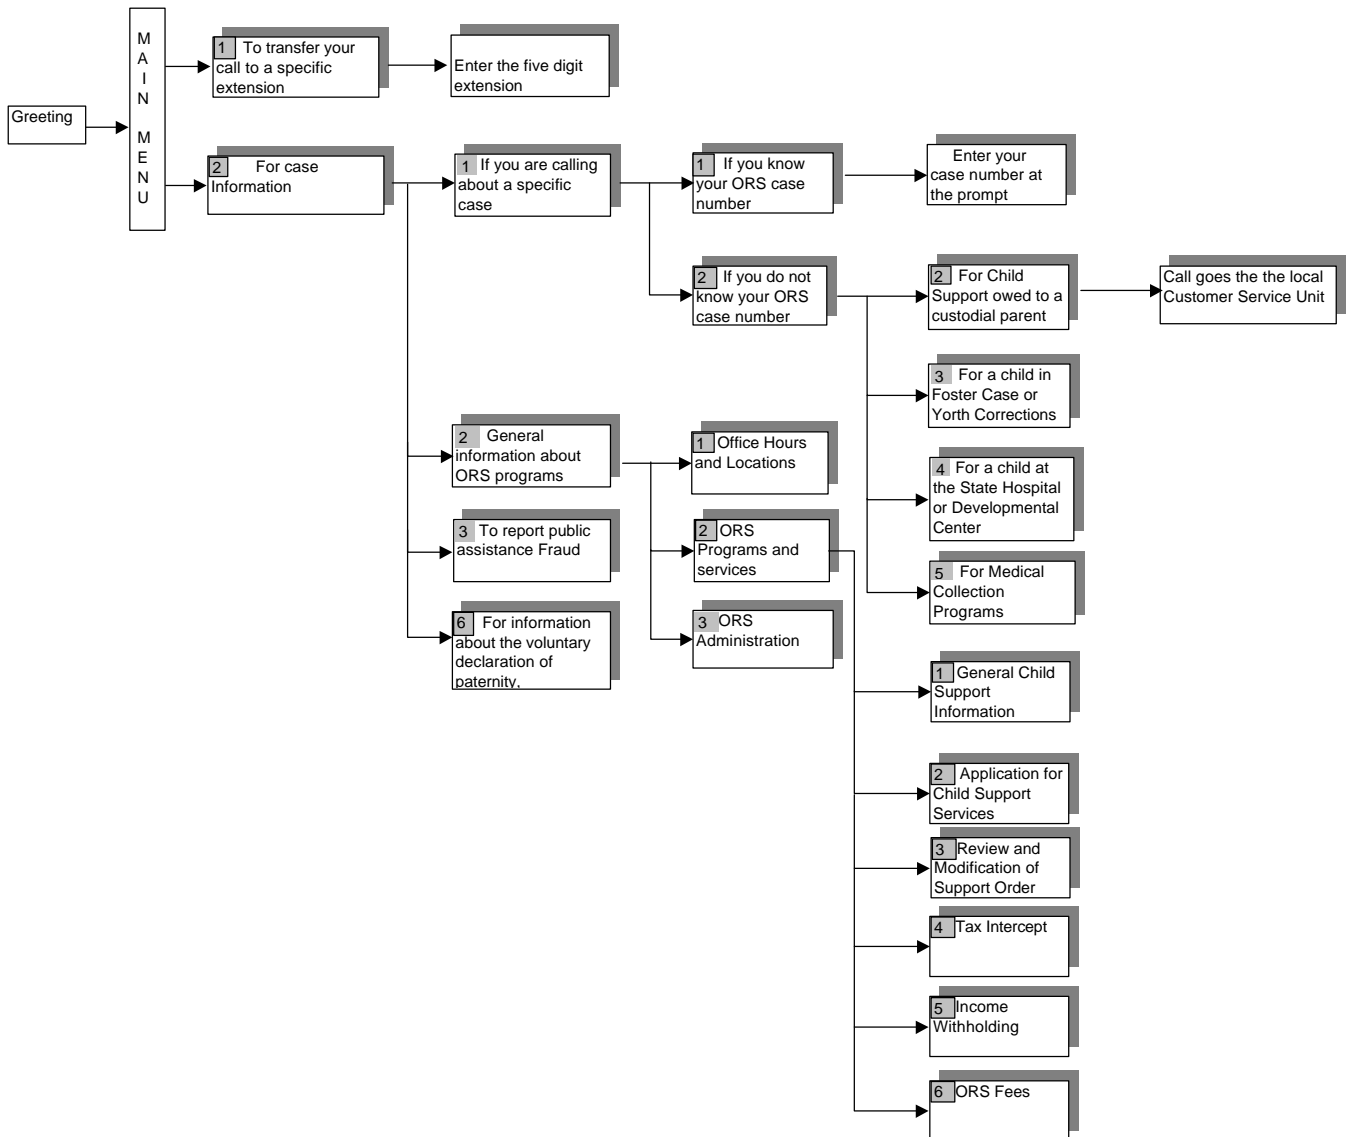 Greeting
MAIN MENU
1 To transfer your
call to a specific
extension
Enter the five digit
extension
2 For case
Information
1 If you are calling
about a specific
case
1 If you know
your ORS case
number
Enter your
case number at
the prompt
2 If you do not
know your ORS
case number
2 For Child
Support owed to a
custodial parent
Call goes the the local
Customer Service Unit
3 For a child in
Foster Case or
Yorth Corrections
4 For a child at
the State Hospital
or Developmental
Center
5 For Medical
Collection
Programs
2 General
information about
ORS programs
1 Office Hours
and Locations
2 ORS
Programs and
services
3 ORS
Administration
3 To report public
assistance Fraud
6 For information
about the voluntary
declaration of
paternity,
1 General Child
Support
Information
2 Application for
Child Support
Services
3 Review and
Modification of
Support Order
4 Tax Intercept
5 Income
Withholding
6 ORS Fees